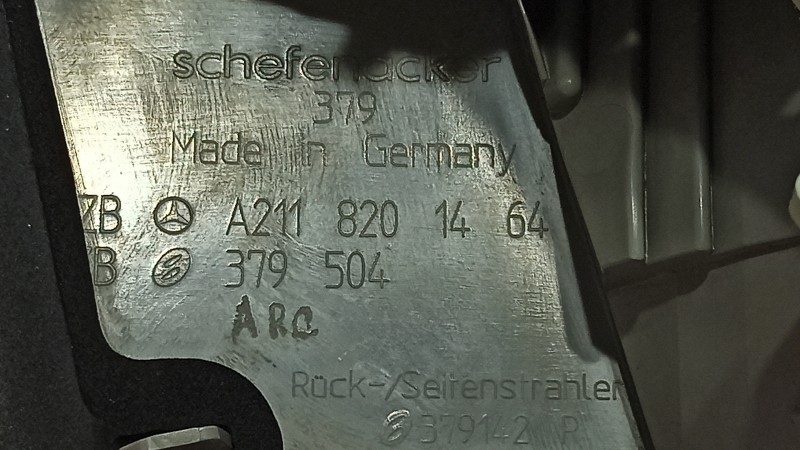 schefenacker
379
Made in Germany
ZB A211 820 14 64
B 379 504
ARC
Rück-/Seitenstrahler
379142 P